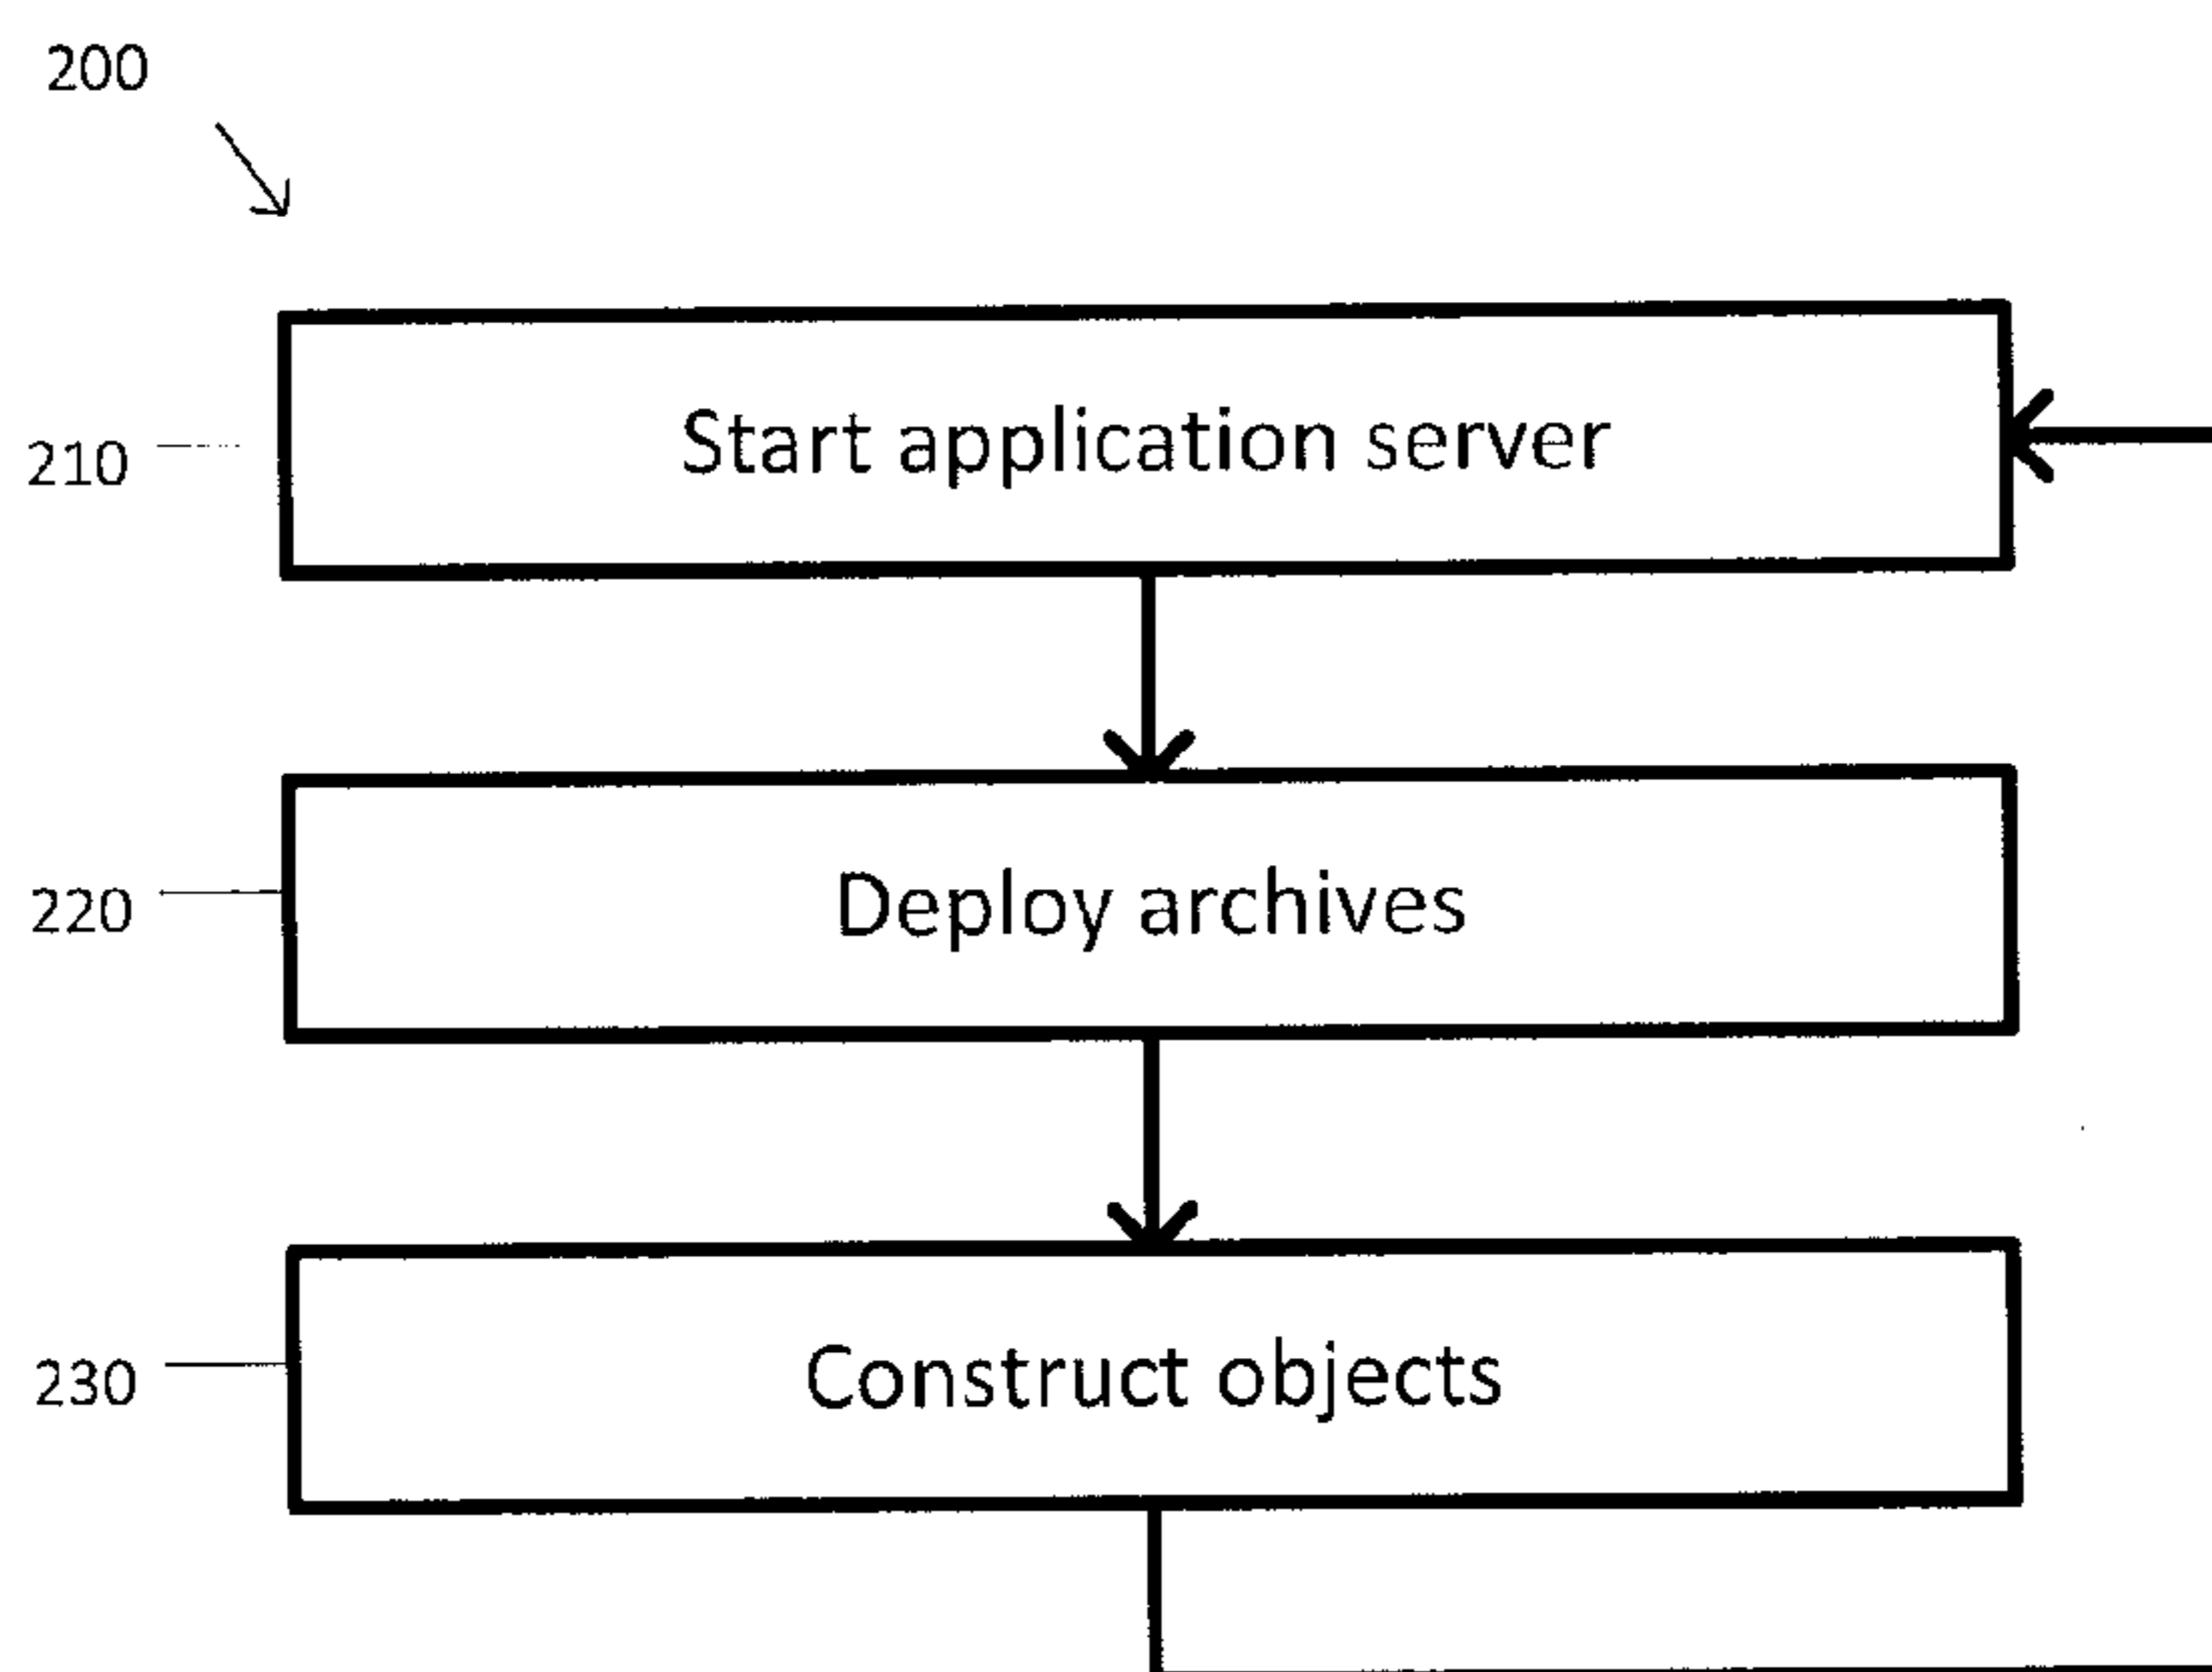 200
210
Start application server
220
Deploy archives
230
Construct objects